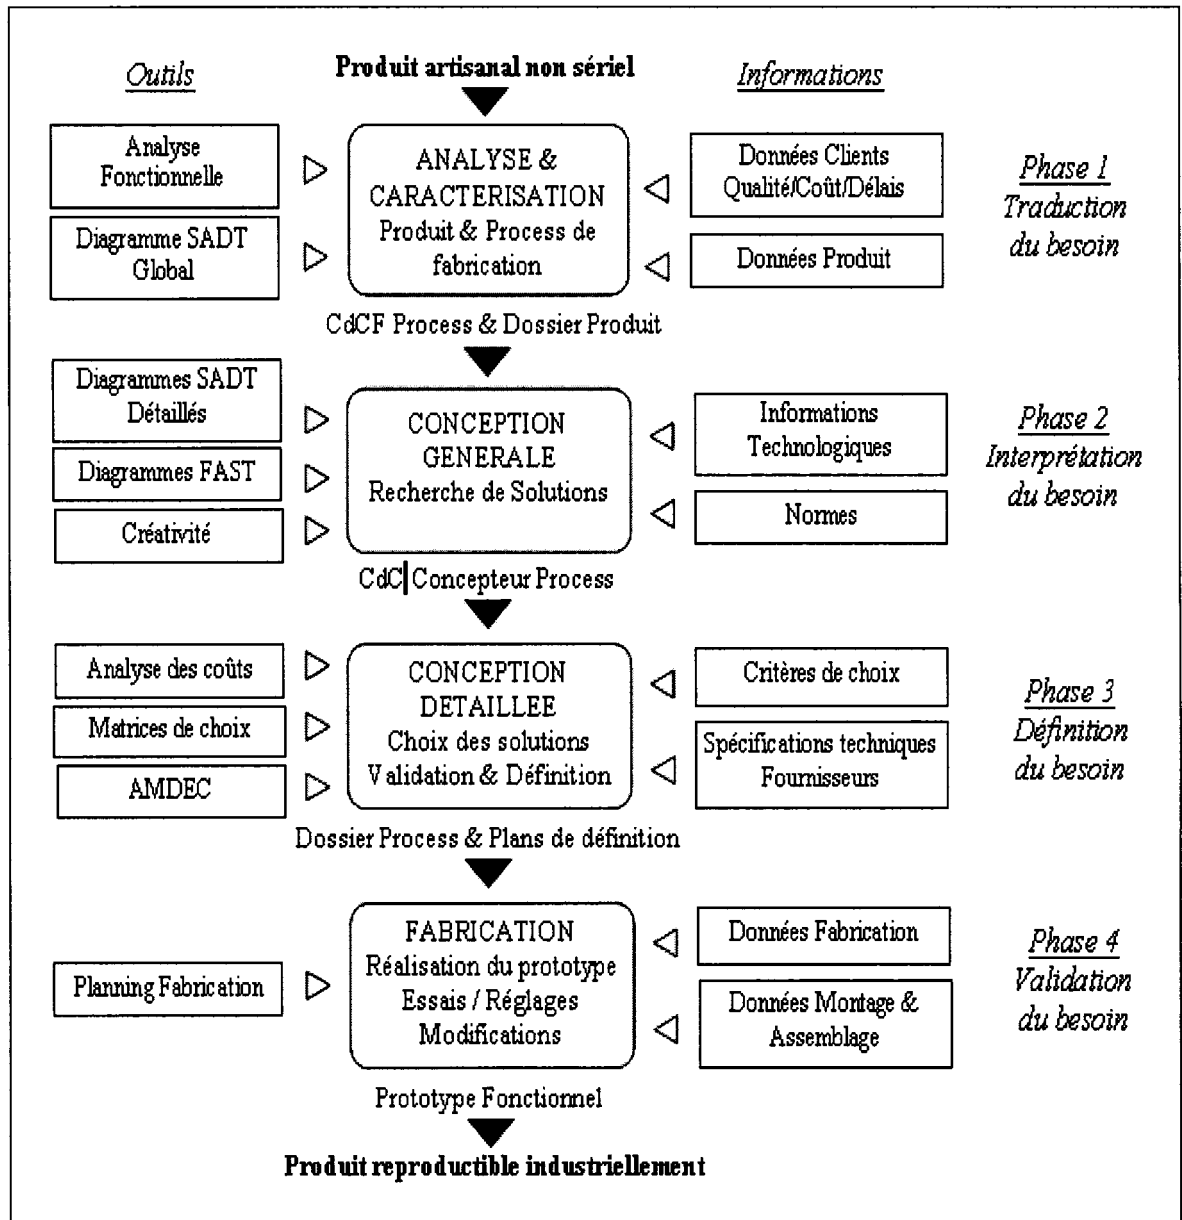 Outils
Produit artisanal non sériel
Informations
Analyse
Fonctionnelle
Diagramme SADT
Global
ANALYSE &
CARACTERISATION
Produit & Process de
fabrication
Données Clients
Qualité/Coût/Délais
Données Produit
Phase 1
Traduction
du besoin
CdCF Process & Dossier Produit
Diagrammes SADT
Détaillés
Diagrammes FAST
Créativité
CONCEPTION
GENERALE
Recherche de Solutions
Informations
Technologiques
Normes
Phase 2
Interprétation
du besoin
CdC Concepteur Process
Analyse des coûts
Matrices de choix
AMDEC
CONCEPTION
DETAILLEE
Choix des solutions
Validation & Définition
Critères de choix
Spécifications techniques
Fournisseurs
Phase 3
Définition
du besoin
Dossier Process & Plans de définition
Planning Fabrication
FABRICATION
Réalisation du prototype
Essais / Réglages
Modifications
Données Fabrication
Données Montage &
Assemblage
Phase 4
Validation
du besoin
Prototype Fonctionnel
Produit reproductible industriellement